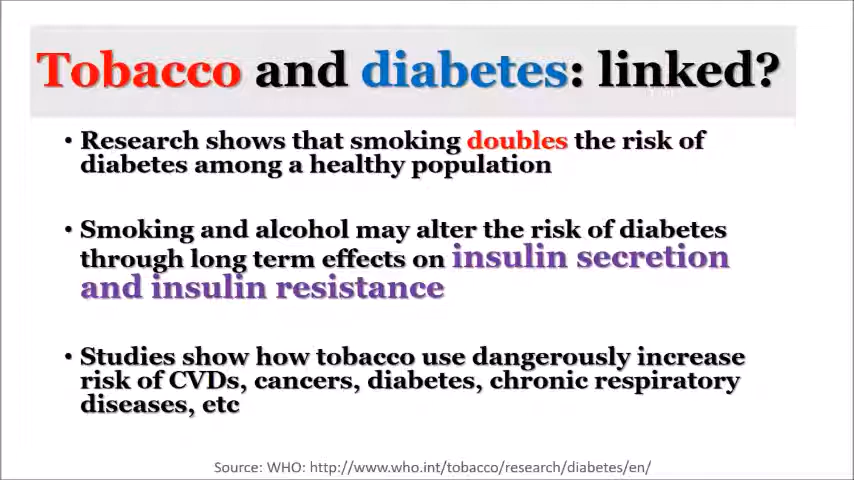 Tobacco and diabetes: linked?
• Research shows that smoking doubles the risk of
diabetes among a healthy population
• Smoking and alcohol may alter the risk of diabetes
through long term effects on insulin secretion
and insulin resistance
• Studies show how tobacco use dangerously increase
risk of CVDs, cancers, diabetes, chronic respiratory
diseases, etc
Source: WHO: http://www.who.int/tobacco/research/diabetes/en/